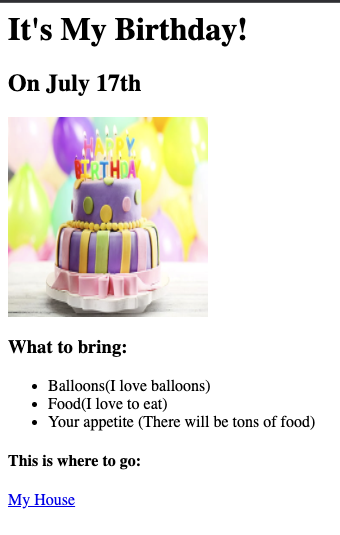 It's My Birthday!
On July 17th
HAPPY
BIRTHDAY
What to bring:
Balloons(I love balloons)
Food(I love to eat)
Your appetite (There will be tons of food)
This is where to go:
My House